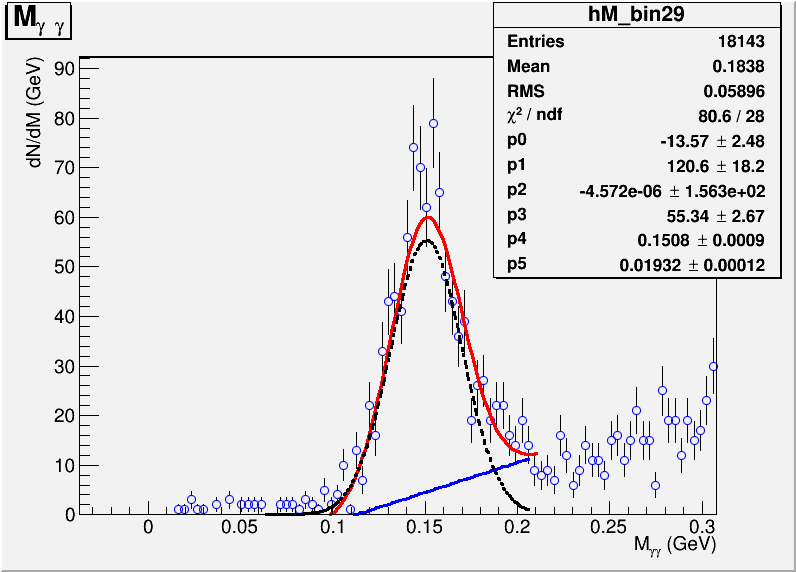 M γ γ
hM_bin29
Entries 18143
Mean 0.1838
RMS 0.05896
χ² / ndf 80.6 / 28
p0 -13.57 ± 2.48
p1 120.6 ± 18.2
p2 -4.572e-06 ± 1.563e+02
p3 55.34 ± 2.67
p4 0.1508 ± 0.0009
p5 0.01932 ± 0.00012
dN/dM (GeV)
90
80
70
60
50
40
30
20
10
0
0 0.05 0.1 0.15 0.2 0.25 0.3
M γγ (GeV)